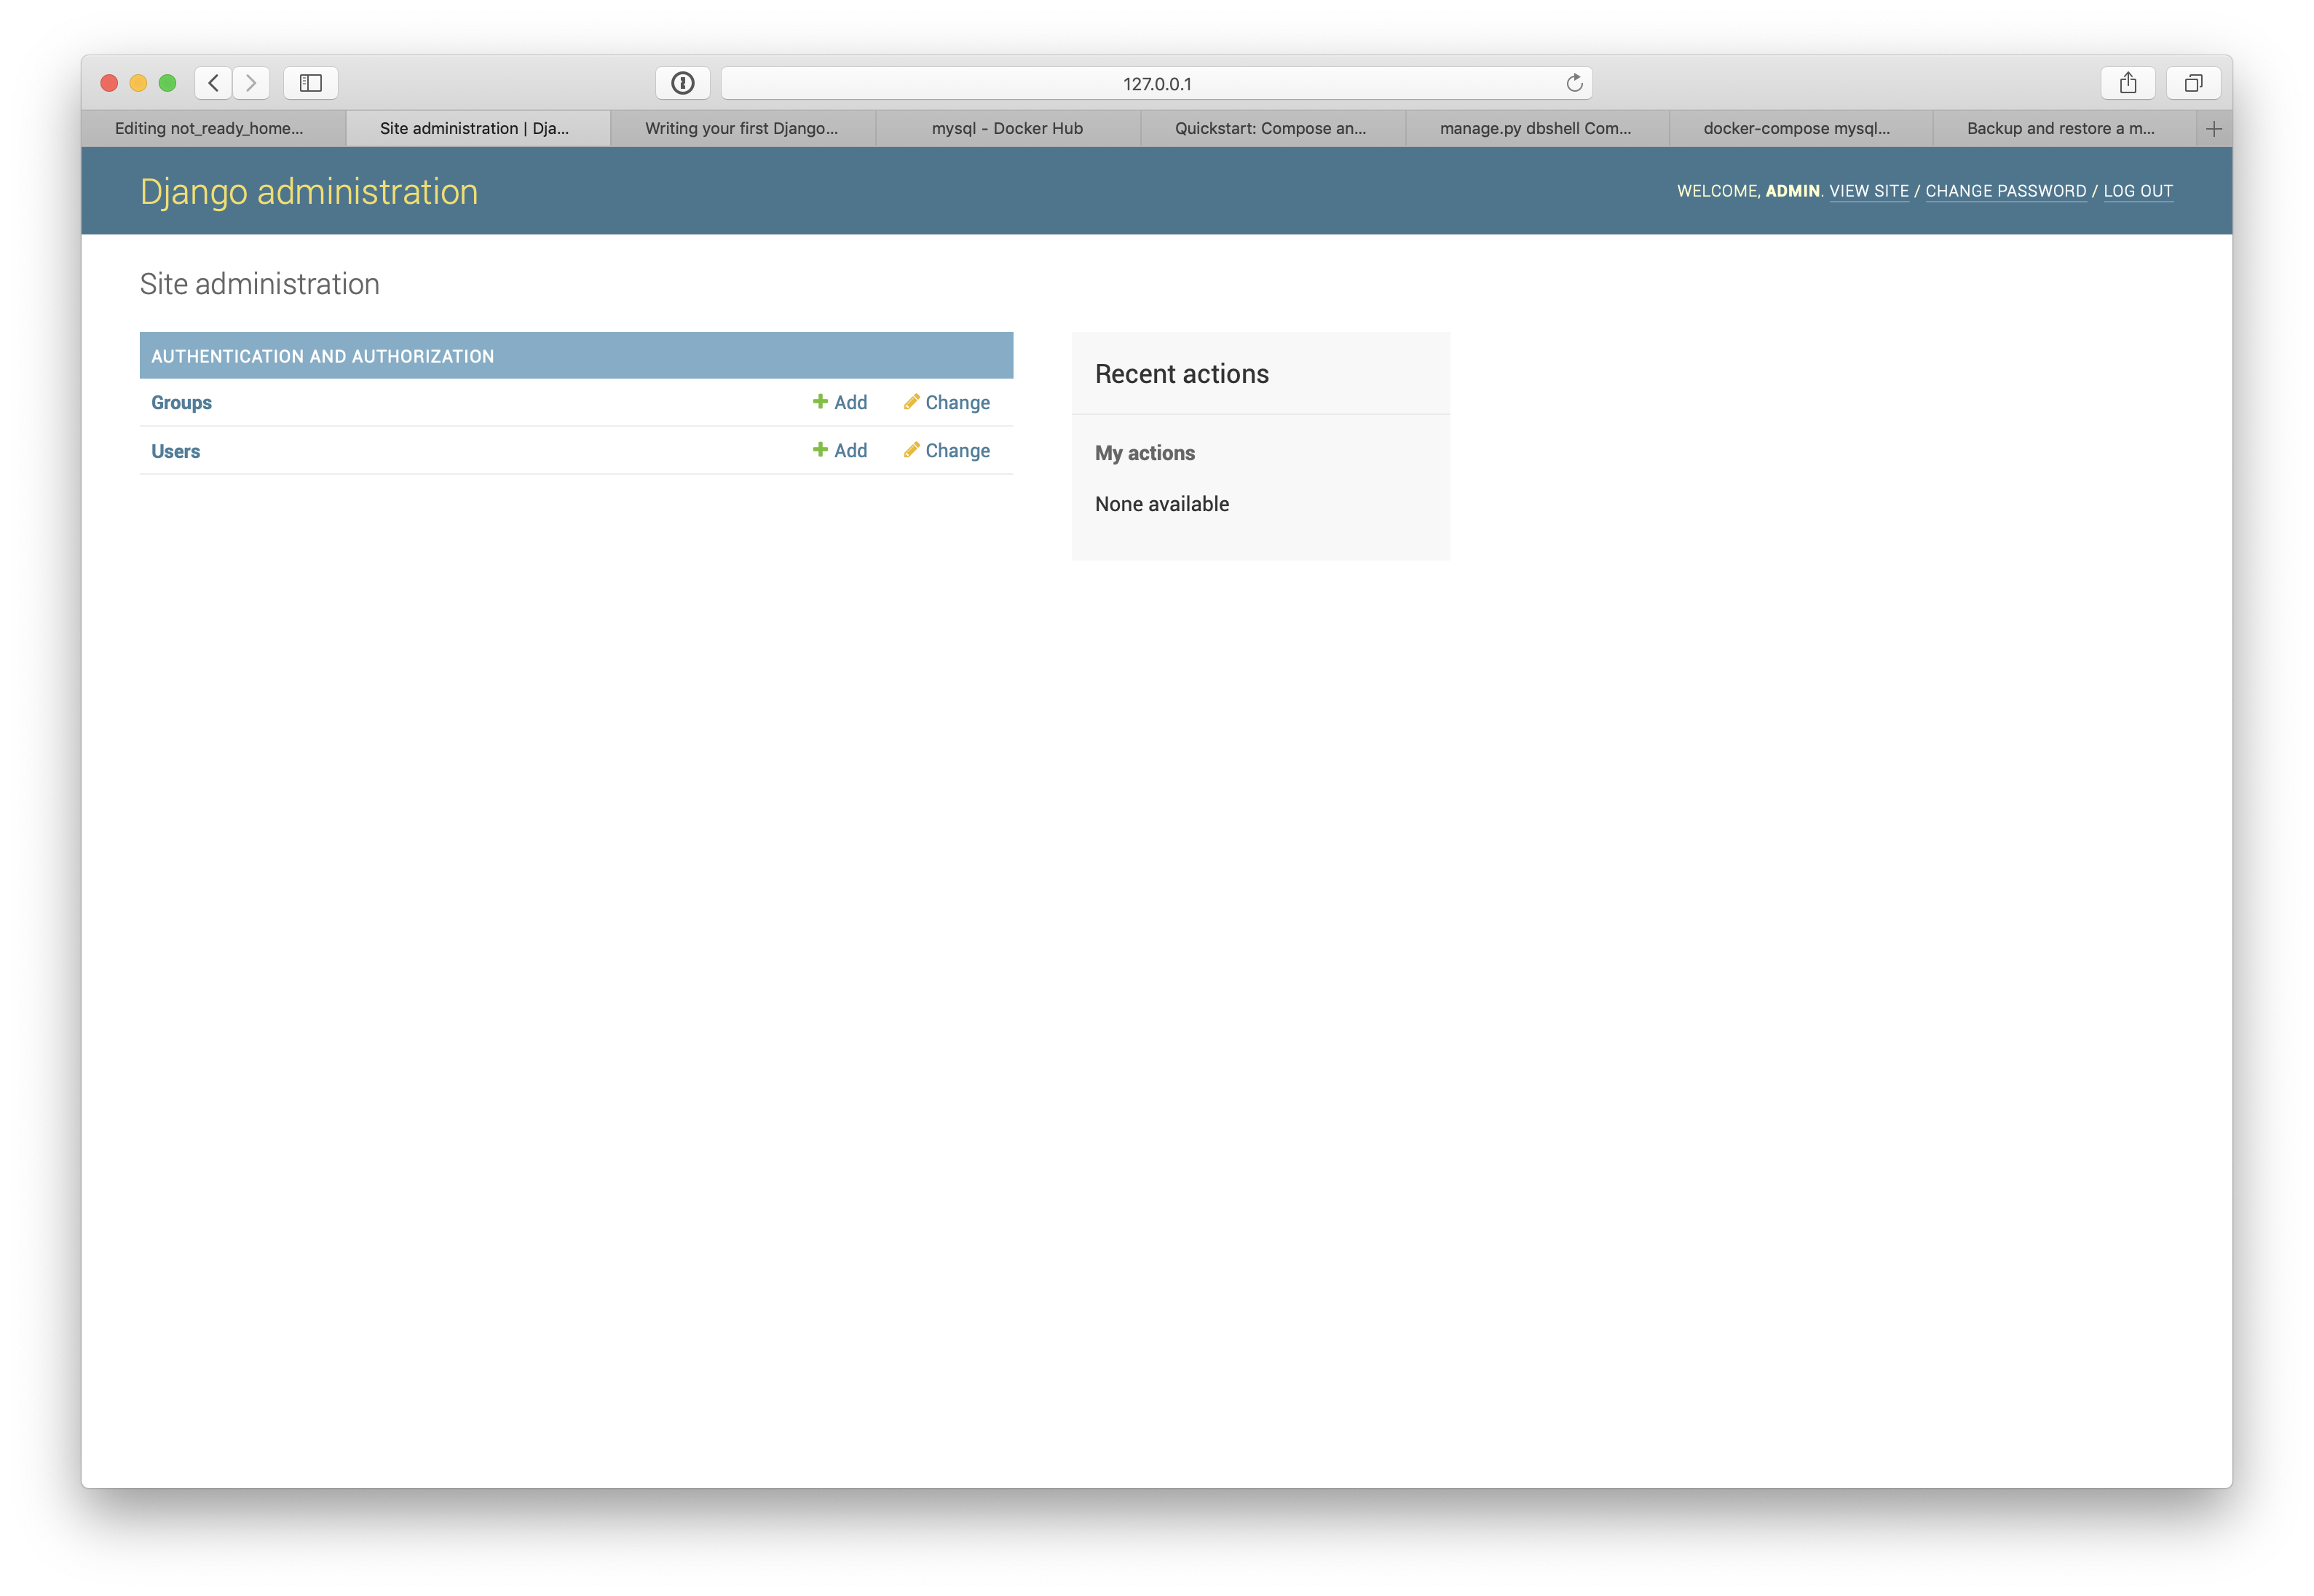 127.0.0.1
Editing not_ready_home...
Site administration | Dja...
Writing your first Django...
mysql - Docker Hub
Quickstart: Compose an...
manage.py dbshell Com...
docker-compose mysql...
Backup and restore a m...
Django administration
WELCOME, ADMIN. VIEW SITE / CHANGE PASSWORD / LOG OUT
Site administration
AUTHENTICATION AND AUTHORIZATION
Groups Add Change
Users Add Change
Recent actions
My actions
None available